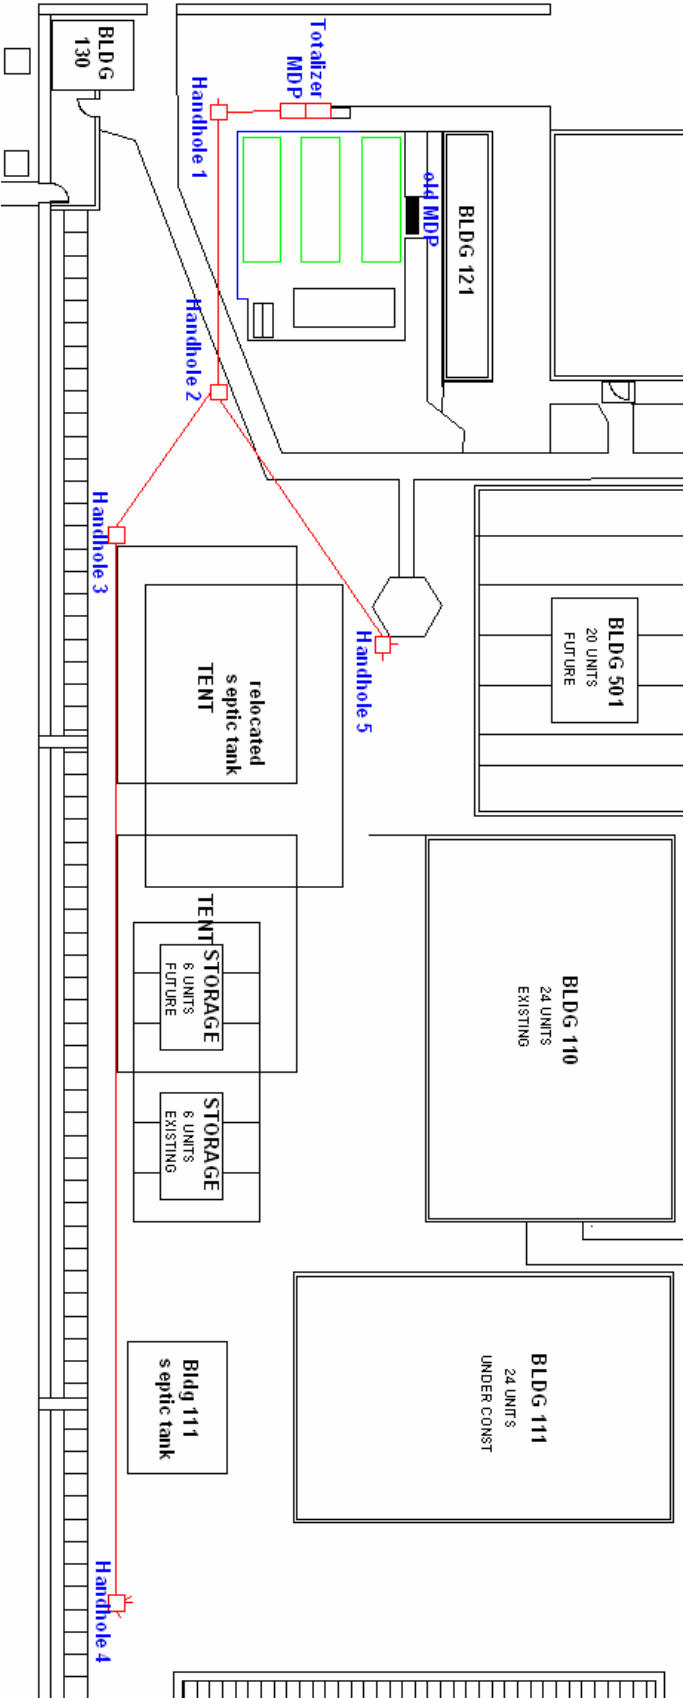 BLDG
130
Totalizer
MDP
Handhole 1
old MDP
BLDG 121
Handhole 2
Handhole 3
Handhole 5
BLDG 501
20 UNITS
FUTURE
relocated
septic tank
TENT
TENT
STORAGE
6 UNITS
FUTURE
BLDG 110
24 UNITS
EXISTING
STORAGE
6 UNITS
EXISTING
Bldg 111
septic tank
BLDG 111
24 UNITS
UNDER CONST
Handhole 4